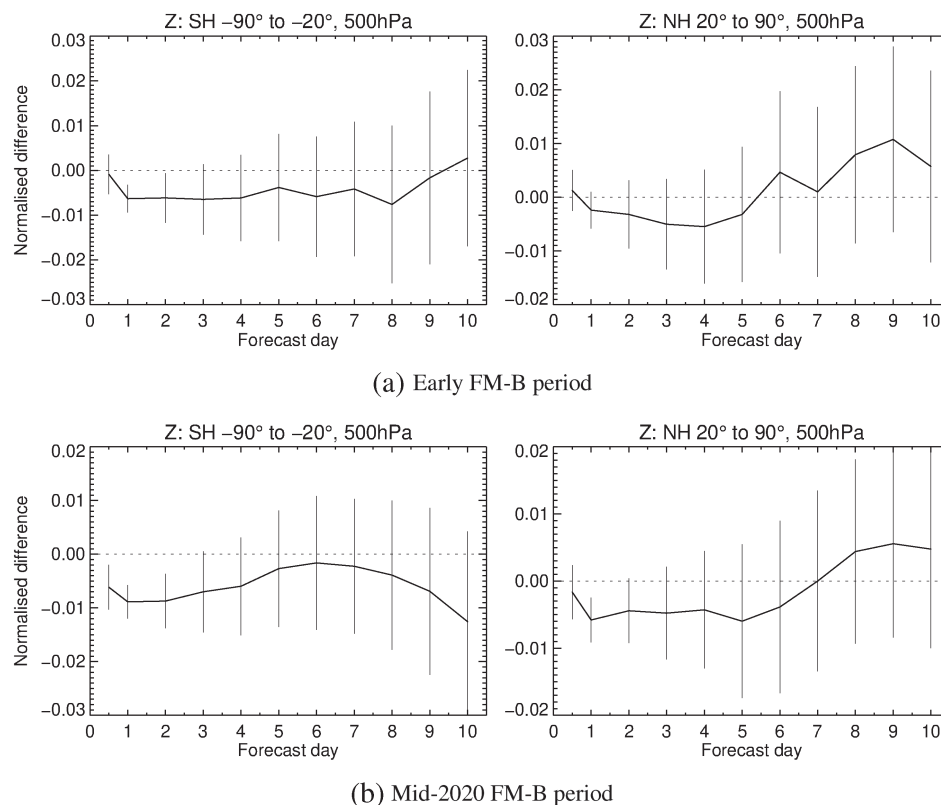 Z: SH −90° to −20°, 500hPa
Z: NH 20° to 90°, 500hPa
Normalised difference
0.03
0.02
0.01
0.00
−0.01
−0.02
−0.03
0 1 2 3 4 5 6 7 8 9 10
Forecast day
0.03
0.02
0.01
0.00
−0.01
−0.02
0 1 2 3 4 5 6 7 8 9 10
Forecast day
(a) Early FM-B period
Z: SH −90° to −20°, 500hPa
Z: NH 20° to 90°, 500hPa
Normalised difference
0.02
0.01
0.00
−0.01
−0.02
−0.03
0 1 2 3 4 5 6 7 8 9 10
Forecast day
0.02
0.01
0.00
−0.01
−0.02
0 1 2 3 4 5 6 7 8 9 10
Forecast day
(b) Mid-2020 FM-B period